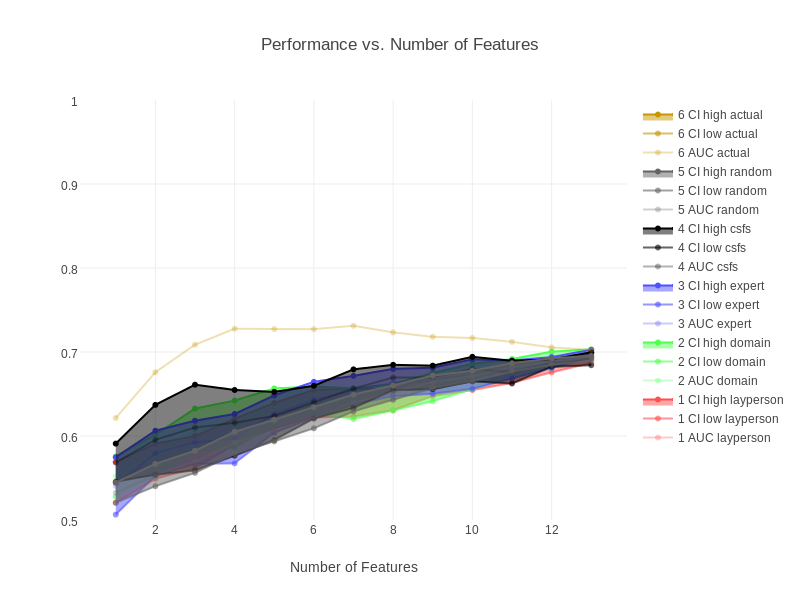 Performance vs. Number of Features
1
0.9
0.8
0.7
0.6
0.5
2
4
6
8
10
12
Number of Features
6 CI high actual
6 CI low actual
6 AUC actual
5 CI high random
5 CI low random
5 AUC random
4 CI high csfs
4 CI low csfs
4 AUC csfs
3 CI high expert
3 CI low expert
3 AUC expert
2 CI high domain
2 CI low domain
2 AUC domain
1 CI high layperson
1 CI low layperson
1 AUC layperson